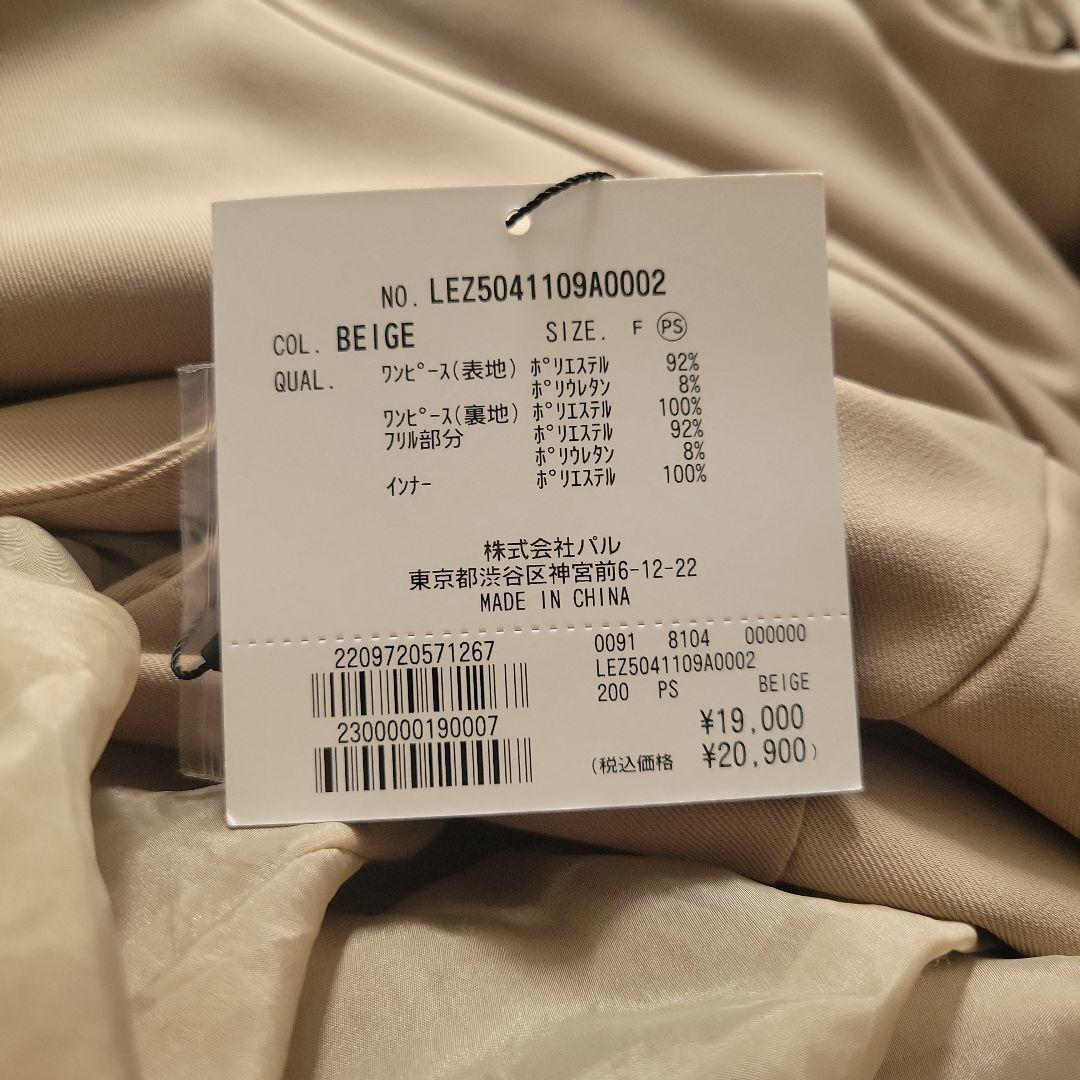 NO. LEZ5041109A0002
COL. BEIGE SIZE. F PS
QUAL. ﾜﾝﾋﾟｰｽ(表地) ﾎﾟﾘｴｽﾃﾙ 92%
ﾎﾟﾘｳﾚﾀﾝ 8%
ﾜﾝﾋﾟｰｽ(裏地) ﾎﾟﾘｴｽﾃﾙ 100%
ﾌﾘﾙ部分 ﾎﾟﾘｴｽﾃﾙ 92%
ﾎﾟﾘｳﾚﾀﾝ 8%
ｲﾝﾅｰ ﾎﾟﾘｴｽﾃﾙ 100%
株式会社パル
東京都渋谷区神宮前6-12-22
MADE IN CHINA
2209720571267
2300000190007
0091 8104 000000
LEZ5041109A0002
200 PS BEIGE
¥19,000
(税込価格 ¥20,900)